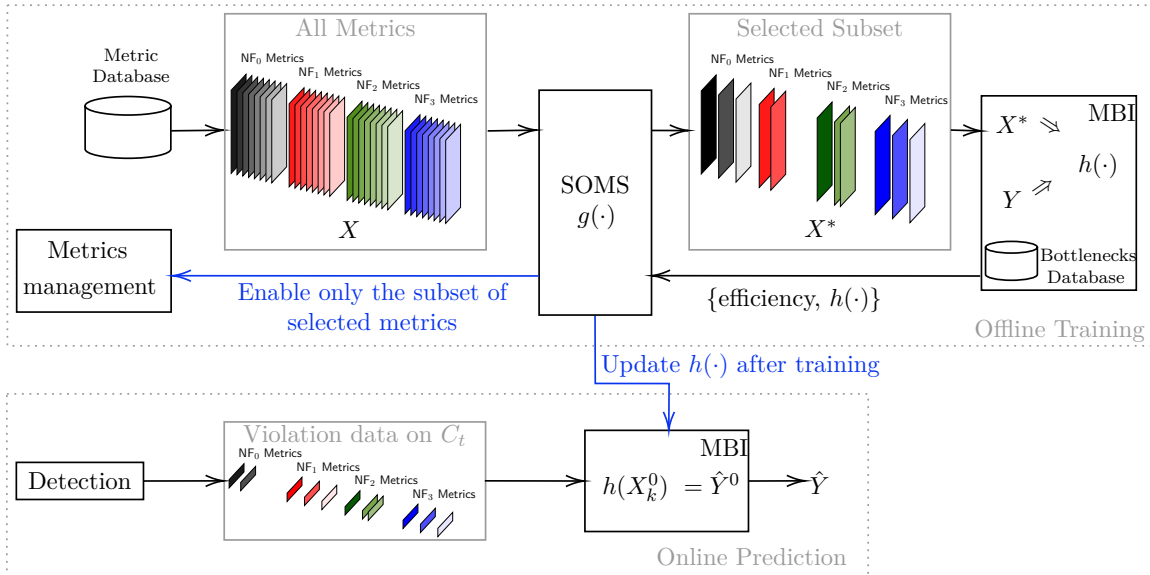 All Metrics
Metric
Database
NF₀ Metrics
NF₁ Metrics
NF₂ Metrics
NF₃ Metrics
X
SOMS
g(·)
Selected Subset
NF₀ Metrics
NF₁ Metrics
NF₂ Metrics
NF₃ Metrics
X*
MBI
X*
h(·)
Y
Bottlenecks
Database
Metrics
management
Enable only the subset of
selected metrics
{efficiency, h(·)}
Offline Training
Update h(·) after training
Detection
Violation data on Cₜ
NF₀ Metrics
NF₁ Metrics
NF₂ Metrics
NF₃ Metrics
MBI
h(X⁰ₖ) = Ŷ⁰
Ŷ
Online Prediction